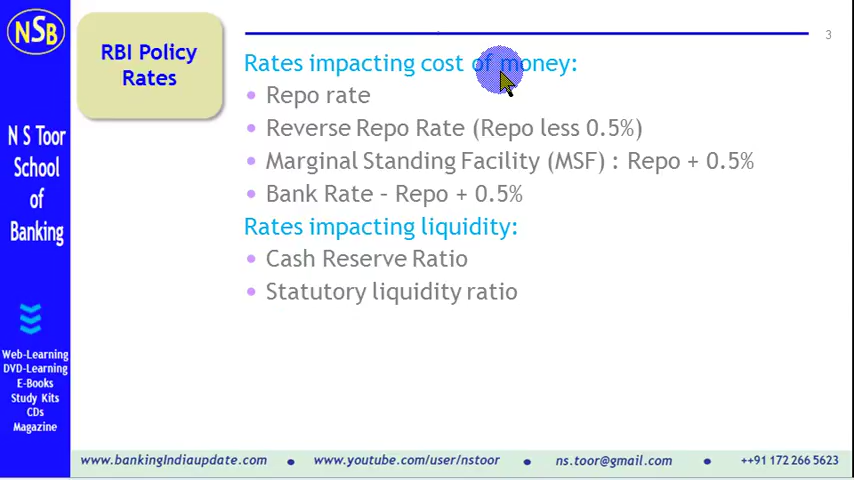 NSB
RBI Policy
Rates
3
Rates impacting cost of money:
• Repo rate
• Reverse Repo Rate (Repo less 0.5%)
• Marginal Standing Facility (MSF) : Repo + 0.5%
• Bank Rate – Repo + 0.5%
Rates impacting liquidity:
• Cash Reserve Ratio
• Statutory liquidity ratio
N S Toor
School
of
Banking
Web-Learning
DVD-Learning
E-Books
Study Kits
CDs
Magazine
www.bankingIndiaupdate.com • www.youtube.com/user/nstoor • ns.toor@gmail.com • ++91 172 266 5623